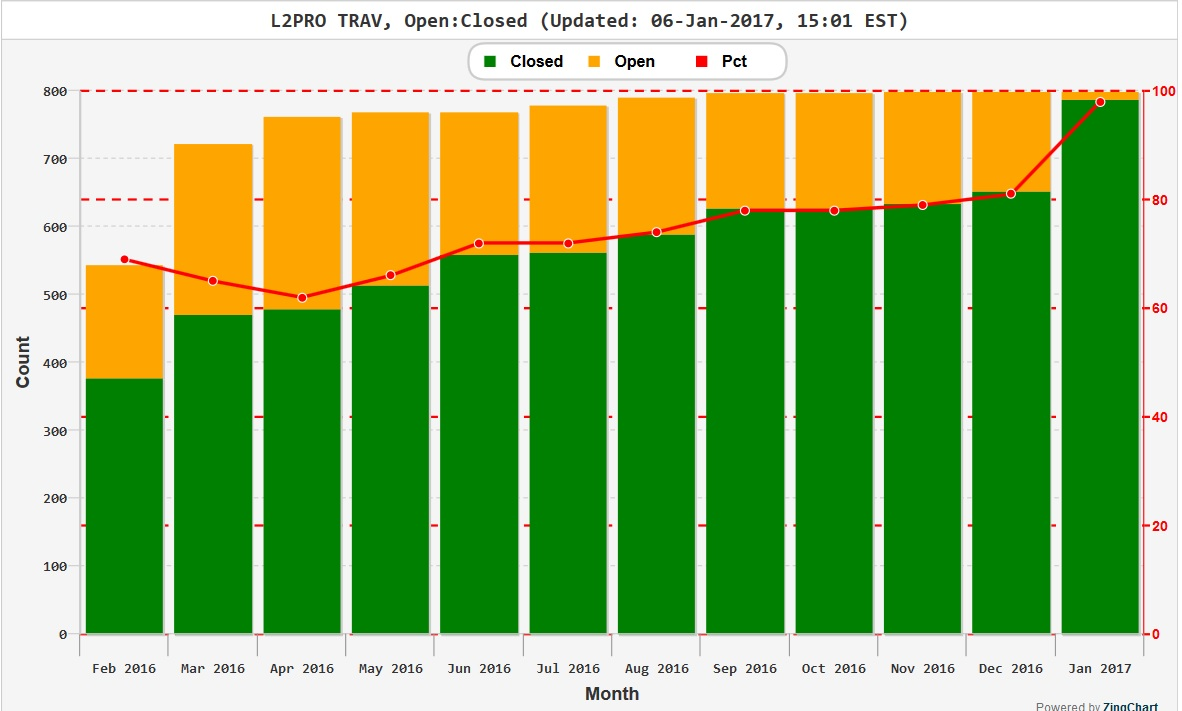 L2PRO TRAV, Open:Closed (Updated: 06-Jan-2017, 15:01 EST)
Closed Open Pct
800 100
700
80
600
500
60
400
Count
40
300
200
20
100
0 0
Feb 2016 Mar 2016 Apr 2016 May 2016 Jun 2016 Jul 2016 Aug 2016 Sep 2016 Oct 2016 Nov 2016 Dec 2016 Jan 2017
Month
Powered by ZingChart